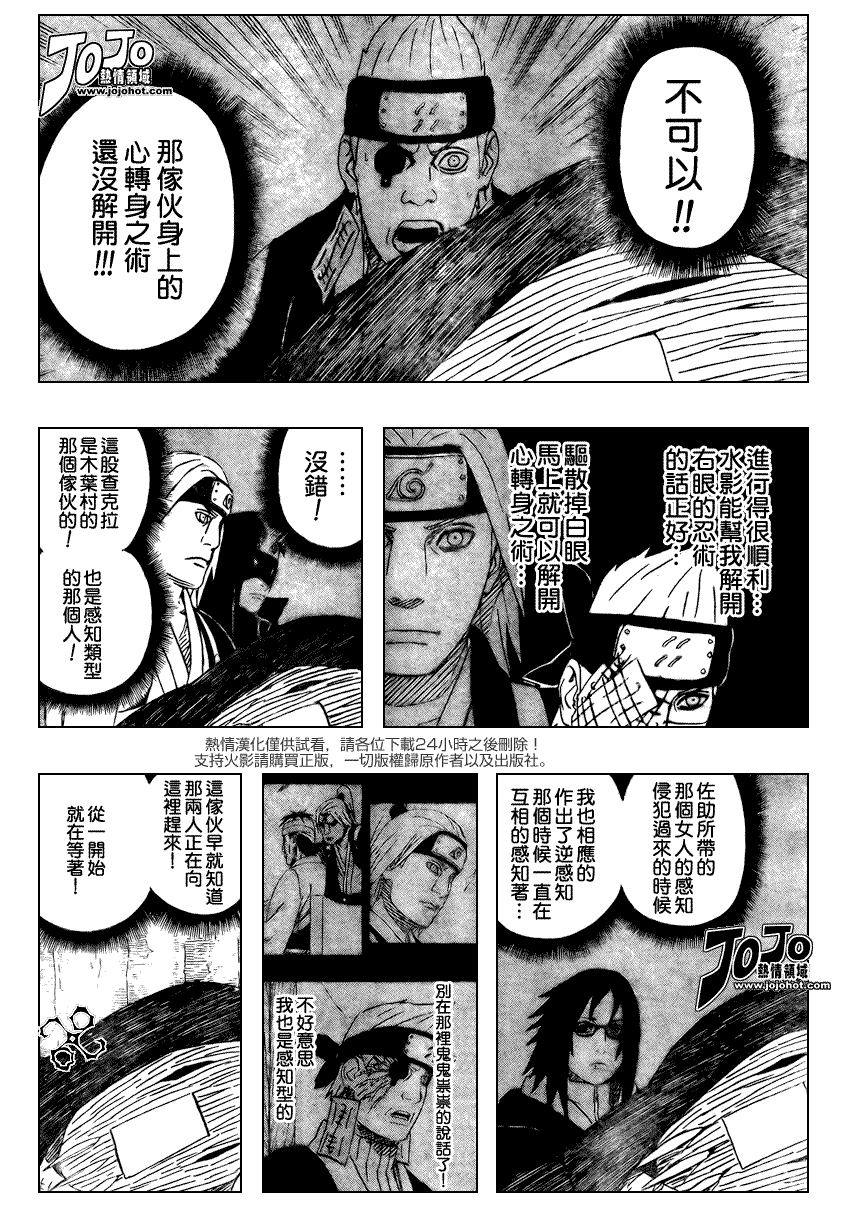 JOJO
熱情領域
www.jojohot.com
不可以!!
那傢伙身上的
心轉身之術
還沒解開!!!
進行得很順利…
水影能幫我解開
右眼的忍術
的話正好…
驅散掉白眼
馬上就可以解開
心轉身之術…
……
沒錯!
這股查克拉
是木葉村的
那個傢伙的!
也是感知類型
的那個人!
熱情漢化僅供試看，請各位下載24小時之後刪除！
支持火影請購買正版，一切版權歸原作者以及出版社。
佐助所帶的
那個女人的感知
侵犯過來的時候
我也相應的
作出了逆感知
那個時候一直在
互相的感知著…
JOJO
熱情領域
www.jojohot.com
別在那裡鬼鬼祟祟的說話了!
不好意思
我也是感知型的
這傢伙早就知道
那兩人正在向
這裡趕來!
從一開始
就在等著!